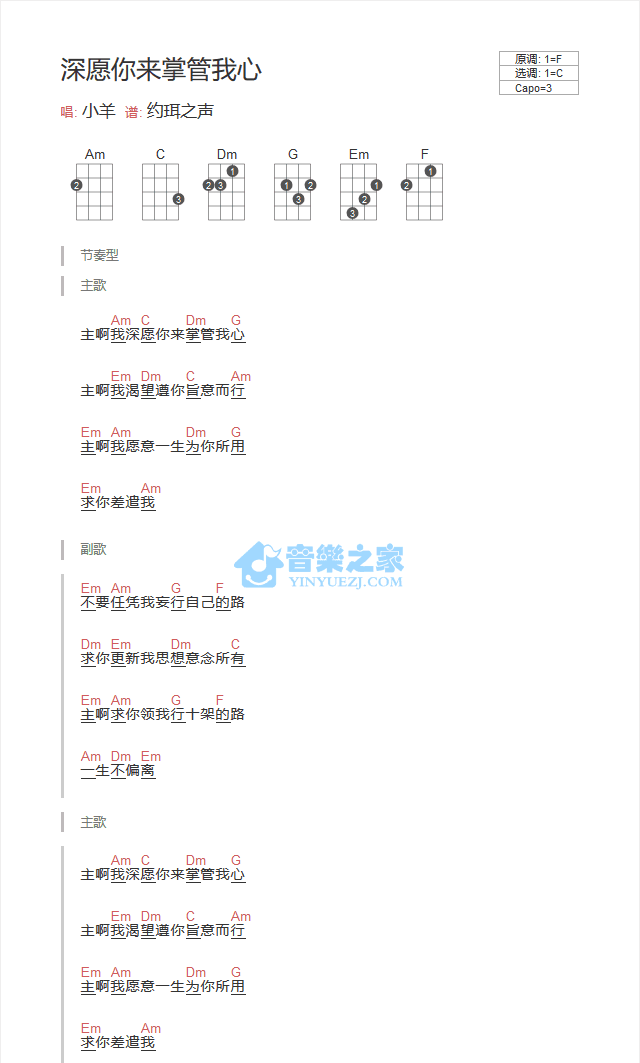 深愿你来掌管我心
原调: 1=F
选调: 1=C
Capo=3
唱: 小羊 谱: 约珥之声
Am C Dm G Em F
2 3 1 2 3 1 2 3 1 2 3 1 2
节奏型
主歌
Am C Dm G
主啊我深愿你来掌管我心
Em Dm C Am
主啊我渴望遵你旨意而行
Em Am Dm G
主啊我愿意一生为你所用
Em Am
求你差遣我
副歌
音樂之家
YINYUEZJ.COM
Em Am G F
不要任凭我妄行自己的路
Dm Em Dm C
求你更新我思想意念所有
Em Am G F
主啊求你领我行十架的路
Am Dm Em
一生不偏离
主歌
Am C Dm G
主啊我深愿你来掌管我心
Em Dm C Am
主啊我渴望遵你旨意而行
Em Am Dm G
主啊我愿意一生为你所用
Em Am
求你差遣我